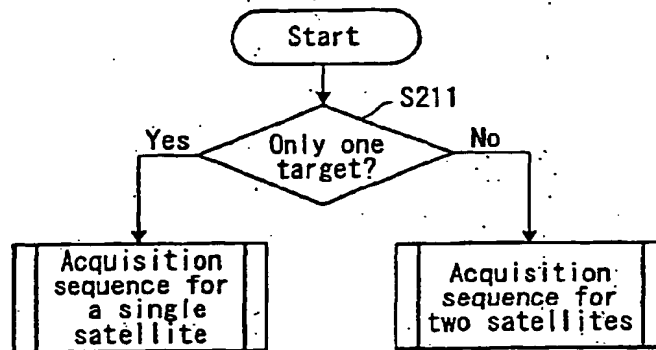 Start
S211
Yes
Only one
target?
No
Acquisition
sequence for
a single
satellite
Acquisition
sequence for
two satellites